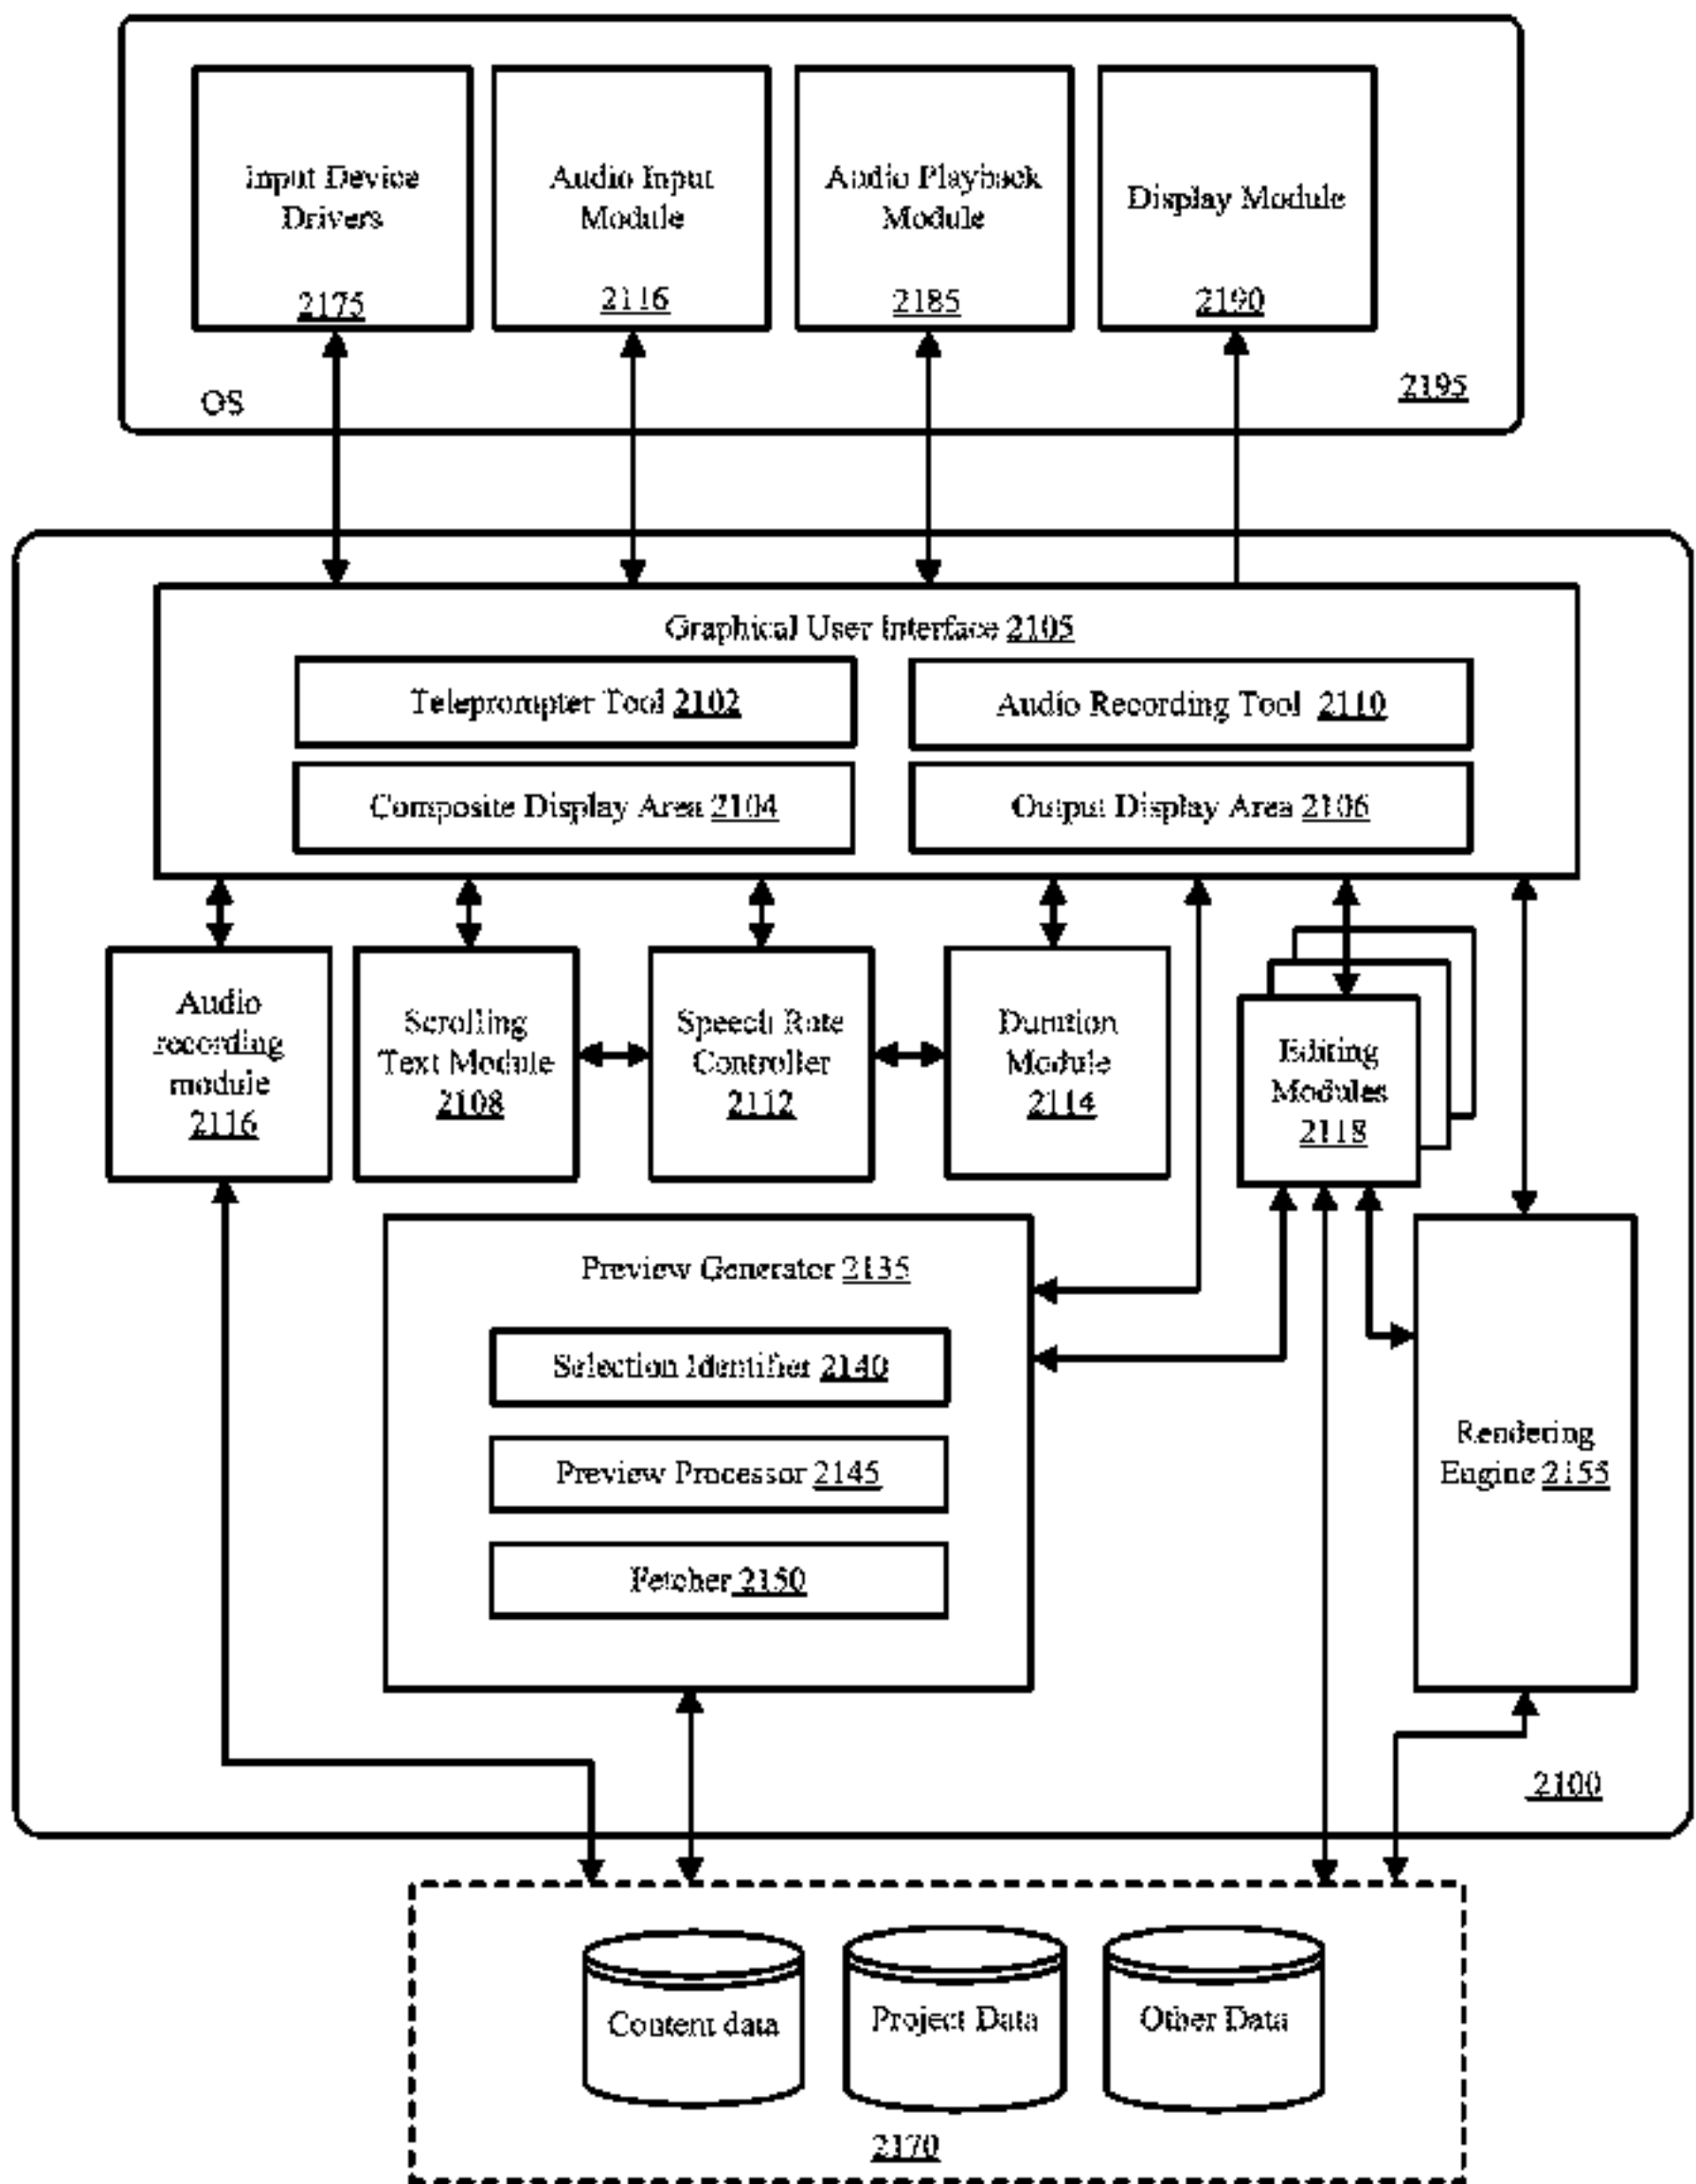 Input Device
Drivers
2175
Audio Input
Module
2116
Audio Playback
Module
2185
Display Module
2190
OS
2195
Graphical User Interface 2105
Teleprompter Tool 2102
Audio Recording Tool 2110
Composite Display Area 2104
Output Display Area 2106
Audio
recording
module
2116
Scrolling
Text Module
2108
Speech Rate
Controller
2112
Duration
Module
2114
Editing
Modules
2118
Preview Generator 2135
Selection Identifier 2140
Preview Processor 2145
Fetcher 2150
Rendering
Engine 2155
2100
Content data
Project Data
Other Data
2170